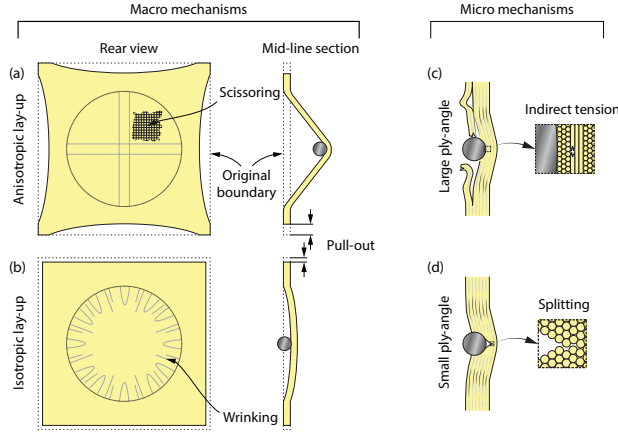 Macro mechanisms
Micro mechanisms
Rear view
Mid-line section
(a)
Anisotropic lay-up
Scissoring
Original
boundary
Pull-out
(b)
Isotropic lay-up
Wrinking
(c)
Large ply-angle
Indirect tension
(d)
Small ply-angle
Splitting